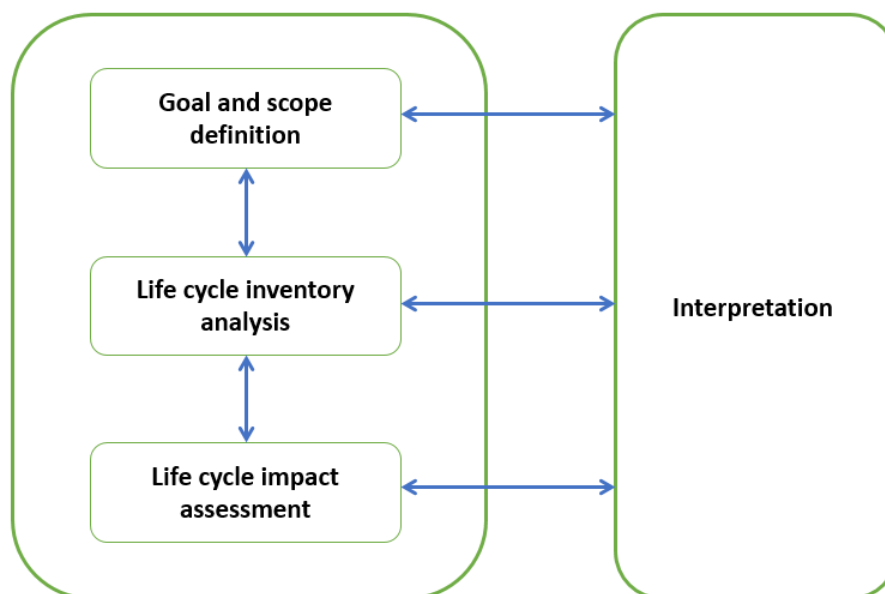 Goal and scope
definition
Life cycle inventory
analysis
Interpretation
Life cycle impact
assessment